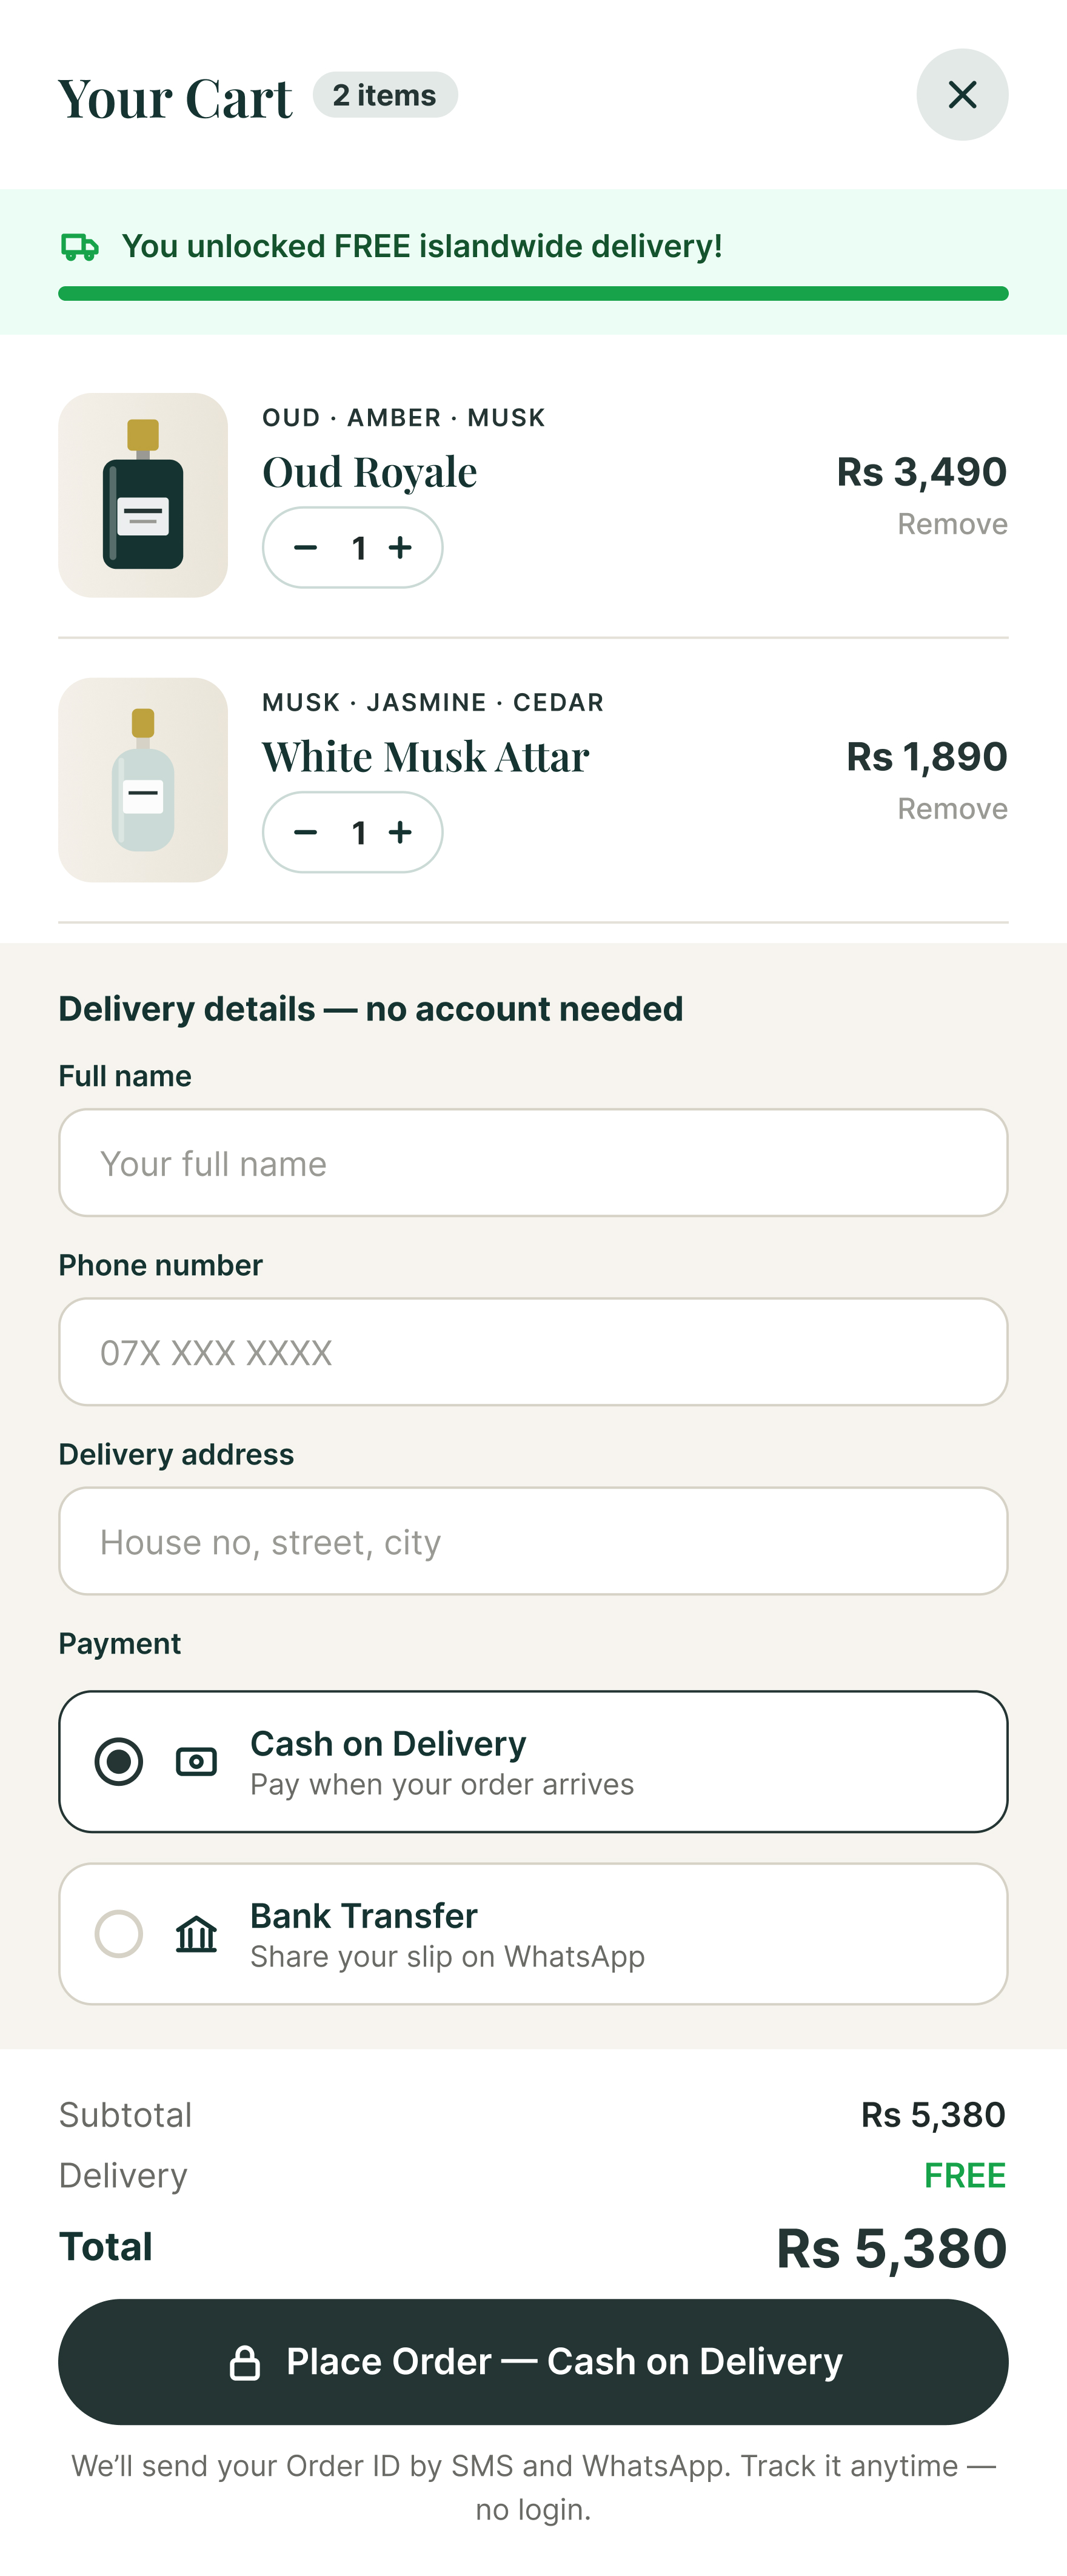 Your Cart
2 items
You unlocked FREE islandwide delivery!
OUD · AMBER · MUSK
Oud Royale
Rs 3,490
Remove
1
MUSK · JASMINE · CEDAR
White Musk Attar
Rs 1,890
Remove
1
Delivery details — no account needed
Full name
Your full name
Phone number
07X XXX XXXX
Delivery address
House no, street, city
Payment
Cash on Delivery
Pay when your order arrives
Bank Transfer
Share your slip on WhatsApp
Subtotal
Rs 5,380
Delivery
FREE
Total
Rs 5,380
Place Order — Cash on Delivery
We’ll send your Order ID by SMS and WhatsApp. Track it anytime —
no login.